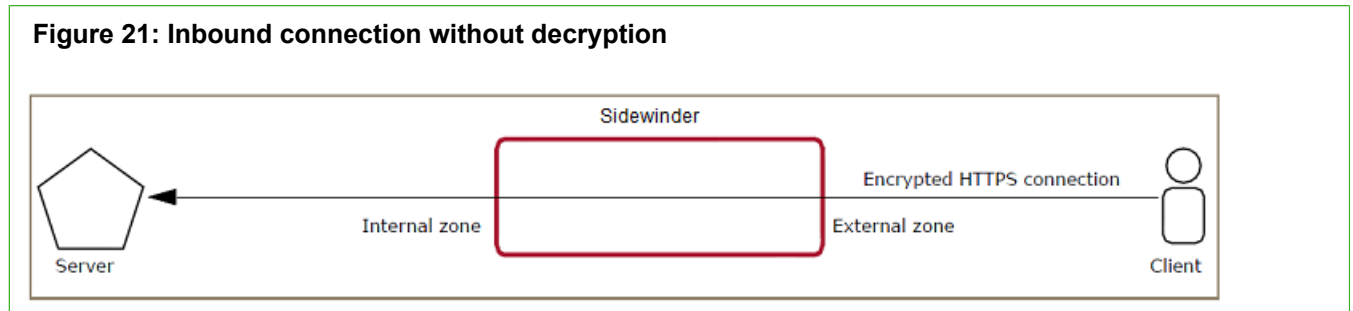 Figure 21: Inbound connection without decryption
Sidewinder
Encrypted HTTPS connection
Internal zone
External zone
Server
Client